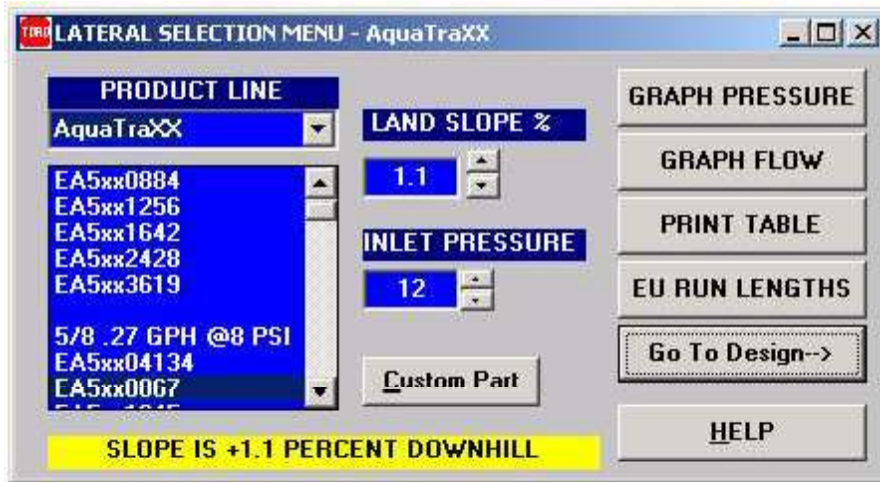 TORO LATERAL SELECTION MENU - AquaTraXX
PRODUCT LINE
AquaTraXX
EA5xx0884
EA5xx1256
EA5xx1642
EA5xx2428
EA5xx3619
5/8 .27 GPH @8 PSI
EA5xx04134
EA5xx0067
LAND SLOPE %
1.1
INLET PRESSURE
12
Custom Part
GRAPH PRESSURE
GRAPH FLOW
PRINT TABLE
EU RUN LENGTHS
Go To Design-->
HELP
SLOPE IS +1.1 PERCENT DOWNHILL